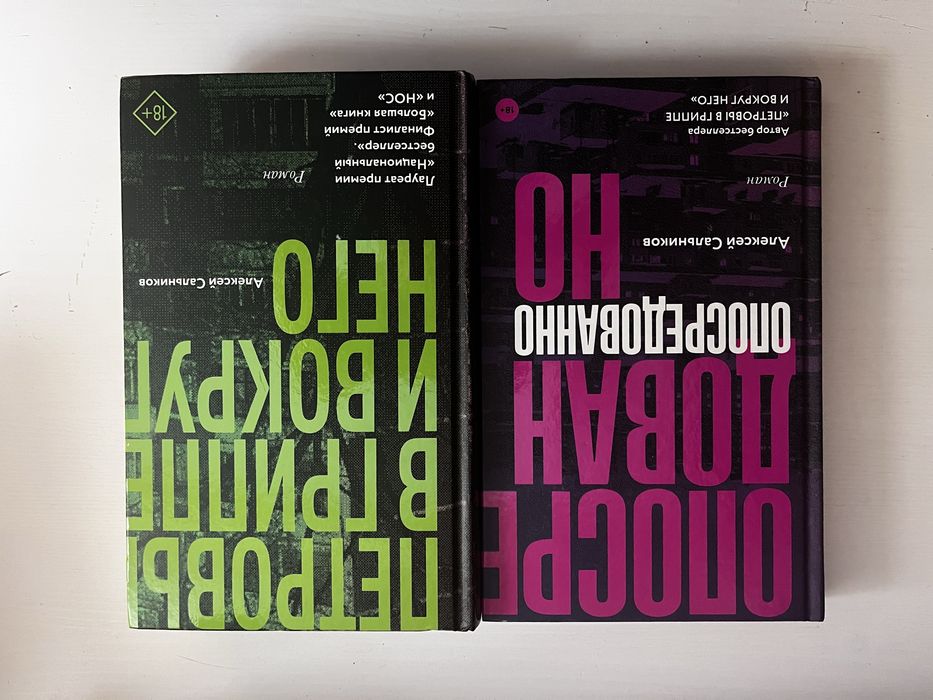 ОПОСРЕ
ДОВАН
ОПОСРЕДОВАННО
НО
Алексей Сальников
Роман
Автор бестселлера
«ПЕТРОВЫ В ГРИППЕ
И ВОКРУГ НЕГО»
18+
ПЕТРОВЫ
В ГРИППЕ
И ВОКРУГ
НЕГО
Алексей Сальников
Роман
Лауреат премии
«Национальный
бестселлер».
Финалист премий
«Большая книга»
и «НОС»
18+